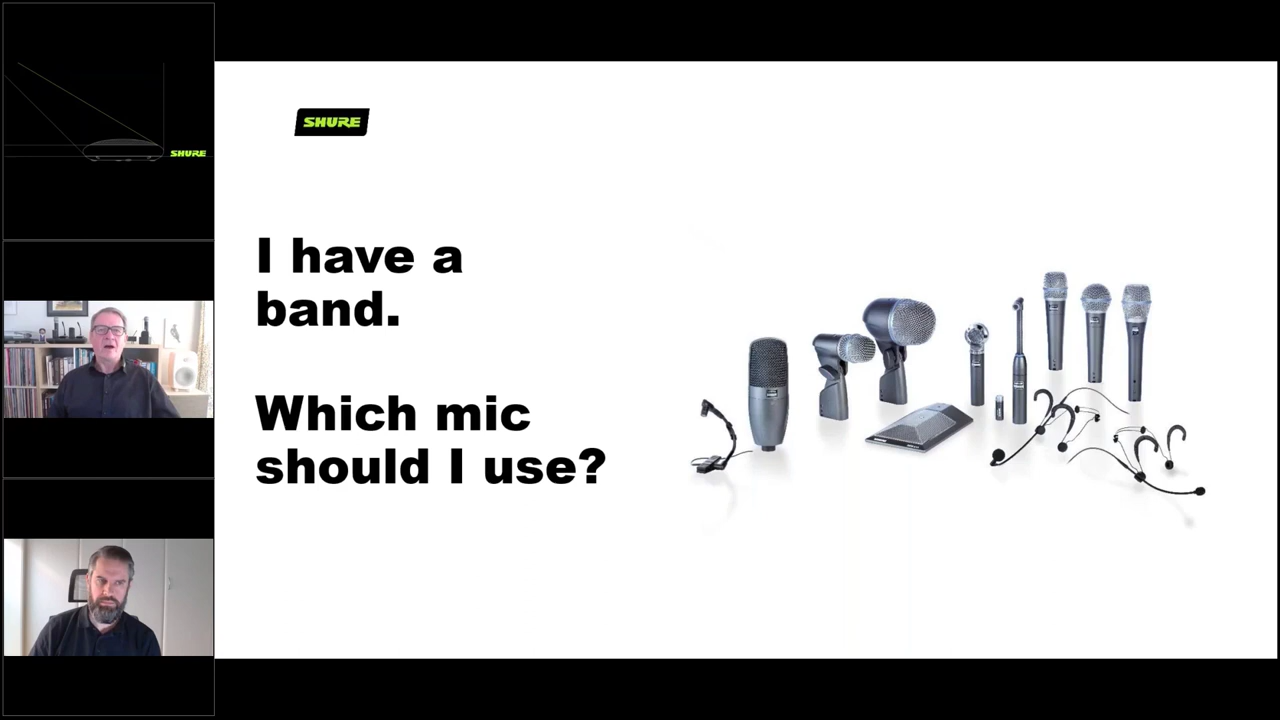 SHURE
SHURE
I have a
band.
Which mic
should I use?